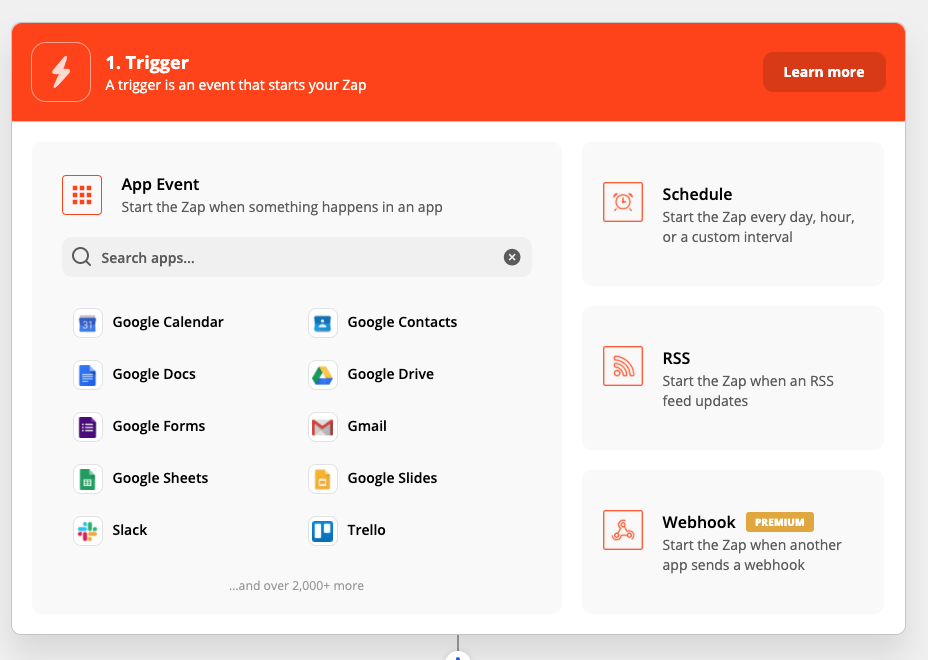 1. Trigger
A trigger is an event that starts your Zap
Learn more
App Event
Start the Zap when something happens in an app
Search apps...
31
Google Calendar
Google Contacts
Google Docs
Google Drive
Google Forms
Gmail
Google Sheets
Google Slides
Slack
Trello
...and over 2,000+ more
Schedule
Start the Zap every day, hour,
or a custom interval
RSS
Start the Zap when an RSS
feed updates
Webhook PREMIUM
Start the Zap when another
app sends a webhook